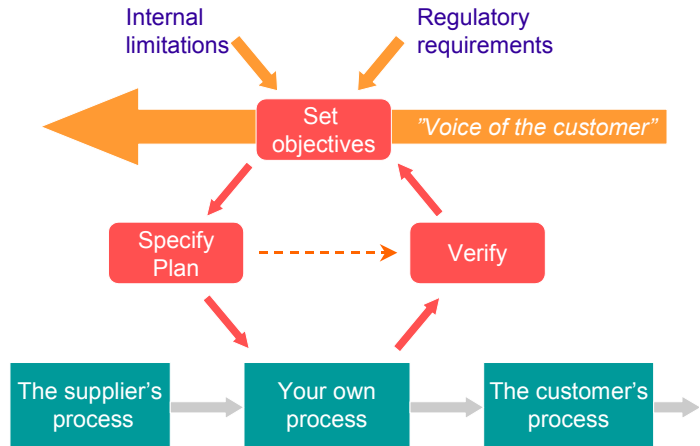 Internal
limitations
Regulatory
requirements
Set
objectives
”Voice of the customer”
Specify
Plan
Verify
The supplier’s
process
Your own
process
The customer’s
process